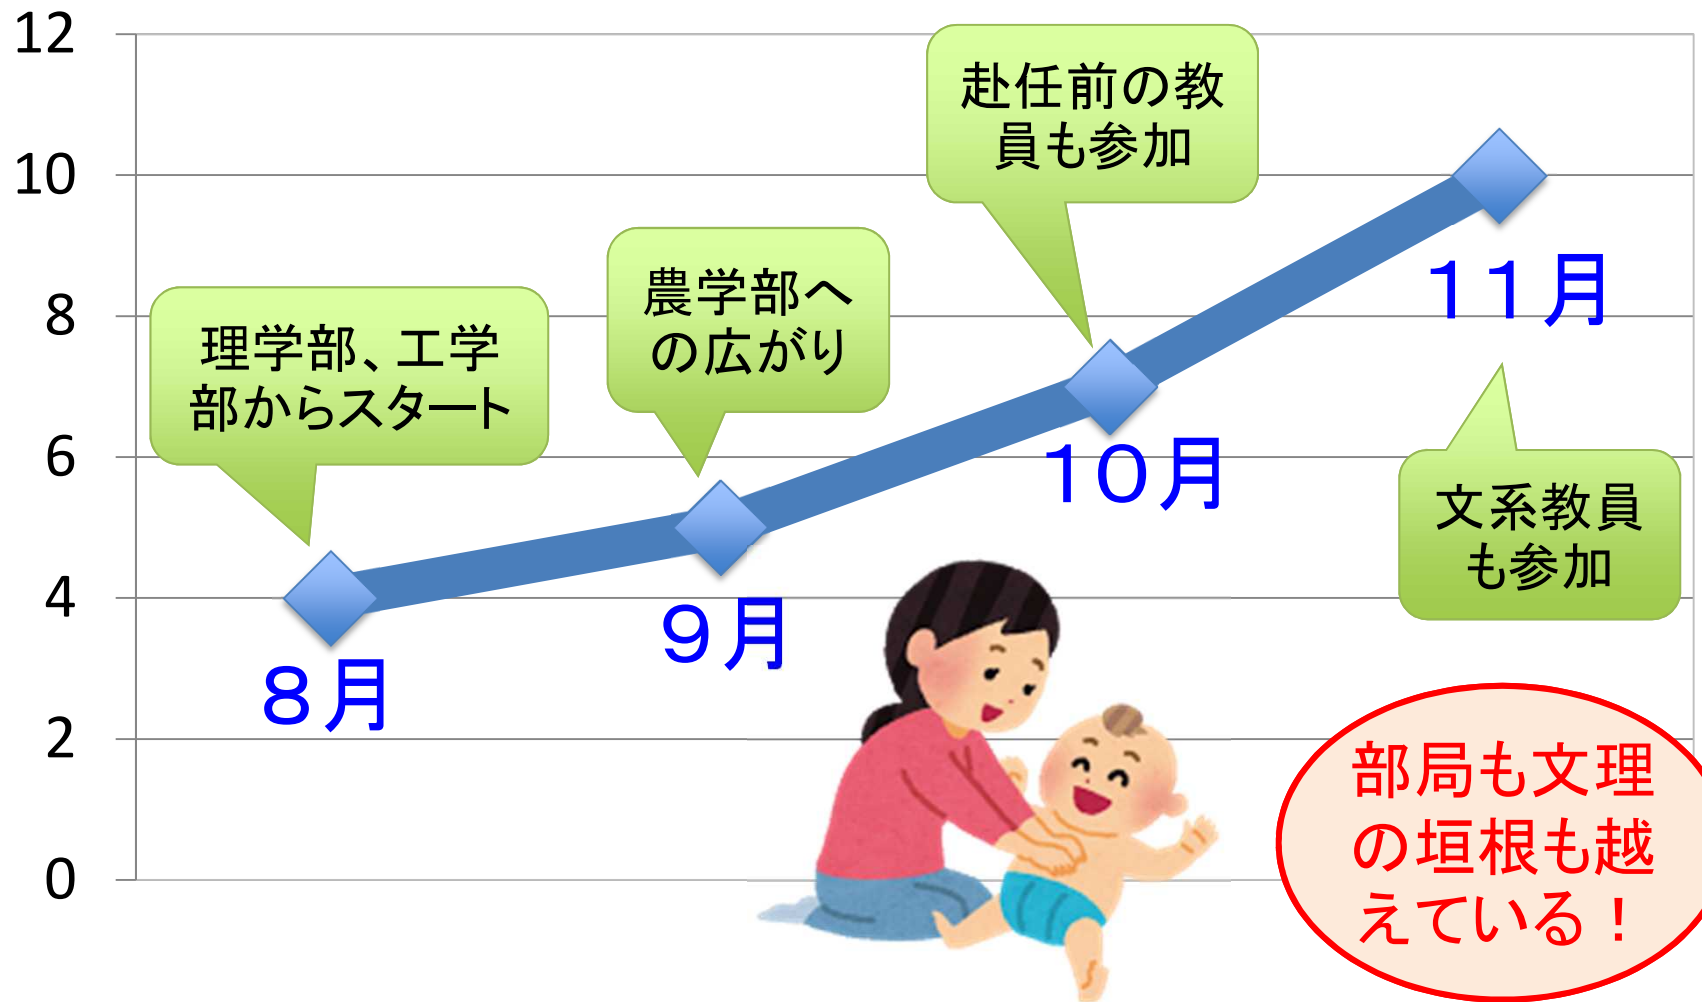 12
10
8
6
4
2
0
理学部、工学
部からスタート
農学部へ
の広がり
赴任前の教
員も参加
文系教員
も参加
8月
9月
10月
11月
部局も文理
の垣根も越
えている！